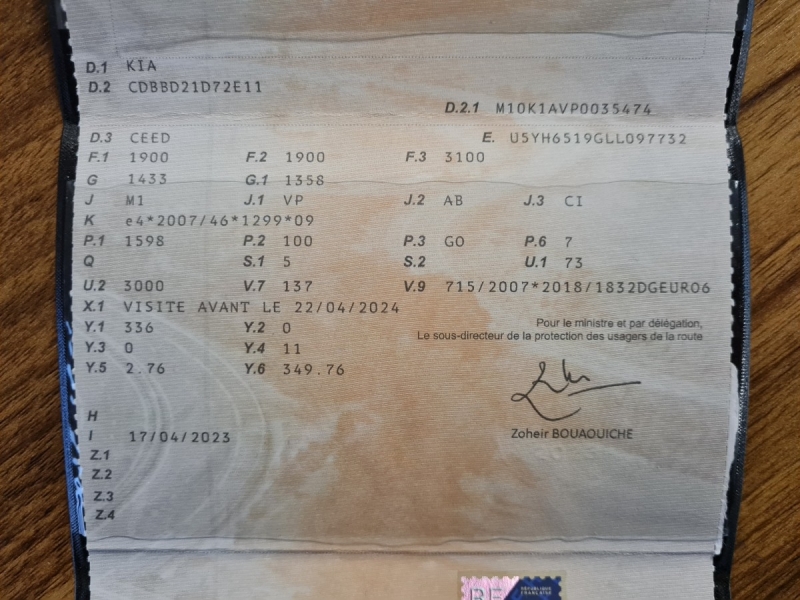 D.1 KIA
D.2 CDBBD21D72E11
D.2.1 M10K1AVP0035474
D.3 CEED E. U5YH6519GLL097732
F.1 1900 F.2 1900 F.3 3100
G 1433 G.1 1358
J M1 J.1 VP J.2 AB J.3 CI
K e4*2007/46*1299*09
P.1 1598 P.2 100 P.3 GO P.6 7
Q S.1 5 S.2 U.1 73
U.2 3000 V.7 137 V.9 715/2007*2018/1832DGEURO6
X.1 VISITE AVANT LE 22/04/2024
Y.1 336 Y.2 0
Pour le ministre et par délégation,
Le sous-directeur de la protection des usagers de la route
Y.3 0 Y.4 11
Y.5 2.76 Y.6 349.76
H
I 17/04/2023
Zoheir BOUAOUICHE
Z.1
Z.2
Z.3
Z.4
RF
RÉPUBLIQUE
FRANÇAISE